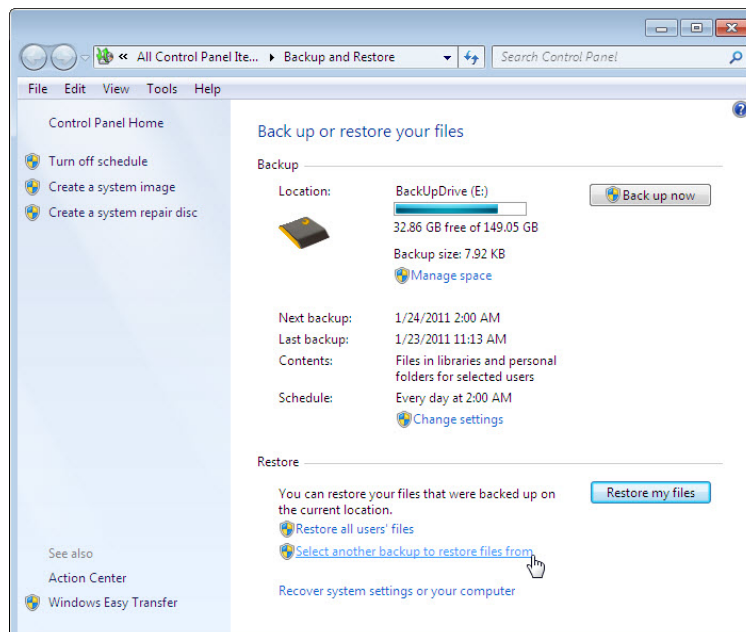 « All Control Panel Ite... ▸ Backup and Restore
Search Control Panel
File Edit View Tools Help
Control Panel Home
Turn off schedule
Create a system image
Create a system repair disc
Back up or restore your files
Backup
Location: BackUpDrive (E:)
Back up now
32.86 GB free of 149.05 GB
Backup size: 7.92 KB
Manage space
Next backup: 1/24/2011 2:00 AM
Last backup: 1/23/2011 11:13 AM
Contents: Files in libraries and personal
folders for selected users
Schedule: Every day at 2:00 AM
Change settings
Restore
You can restore your files that were backed up on
the current location.
Restore my files
Restore all users' files
Select another backup to restore files from
Recover system settings or your computer
See also
Action Center
Windows Easy Transfer